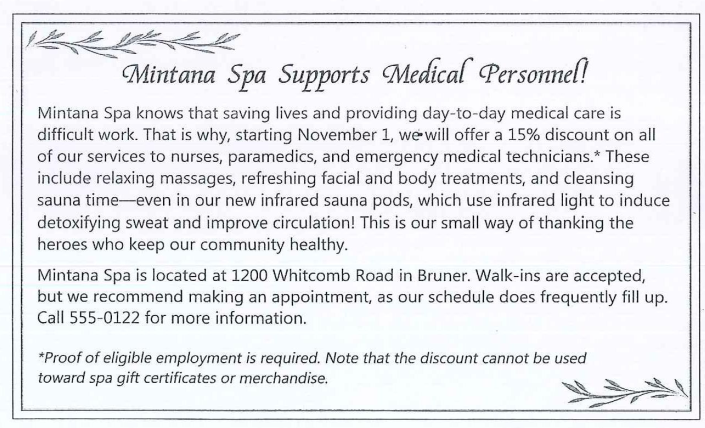 Mintana Spa Supports Medical Personnel!
Mintana Spa knows that saving lives and providing day-to-day medical care is
difficult work. That is why, starting November 1, we will offer a 15% discount on all
of our services to nurses, paramedics, and emergency medical technicians.* These
include relaxing massages, refreshing facial and body treatments, and cleansing
sauna time—even in our new infrared sauna pods, which use infrared light to induce
detoxifying sweat and improve circulation! This is our small way of thanking the
heroes who keep our community healthy.
Mintana Spa is located at 1200 Whitcomb Road in Bruner. Walk-ins are accepted,
but we recommend making an appointment, as our schedule does frequently fill up.
Call 555-0122 for more information.
*Proof of eligible employment is required. Note that the discount cannot be used
toward spa gift certificates or merchandise.